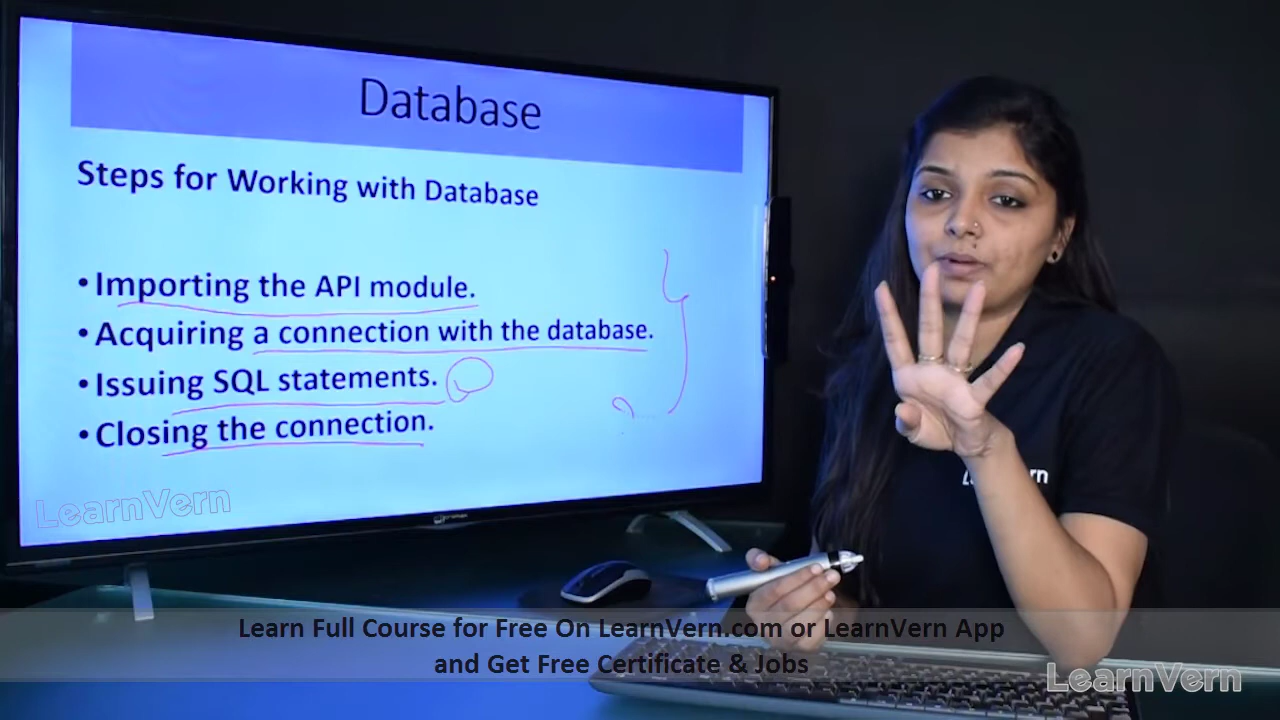 Database
Steps for Working with Database
•Importing the API module.
•Acquiring a connection with the database.
•Issuing SQL statements.
•Closing the connection.
LearnVern
Learn Full Course for Free On LearnVern.com or LearnVern App
and Get Free Certificate & Jobs
LearnVern